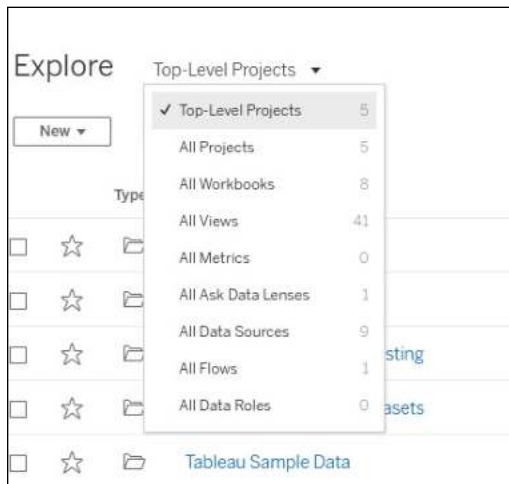 Explore Top-Level Projects
Top-Level Projects 5
New
All Projects 5
All Workbooks 8
Type
All Views 41
All Metrics 0
All Ask Data Lenses 1
All Data Sources 9
sting
All Flows 1
All Data Roles 0
asets
Tableau Sample Data